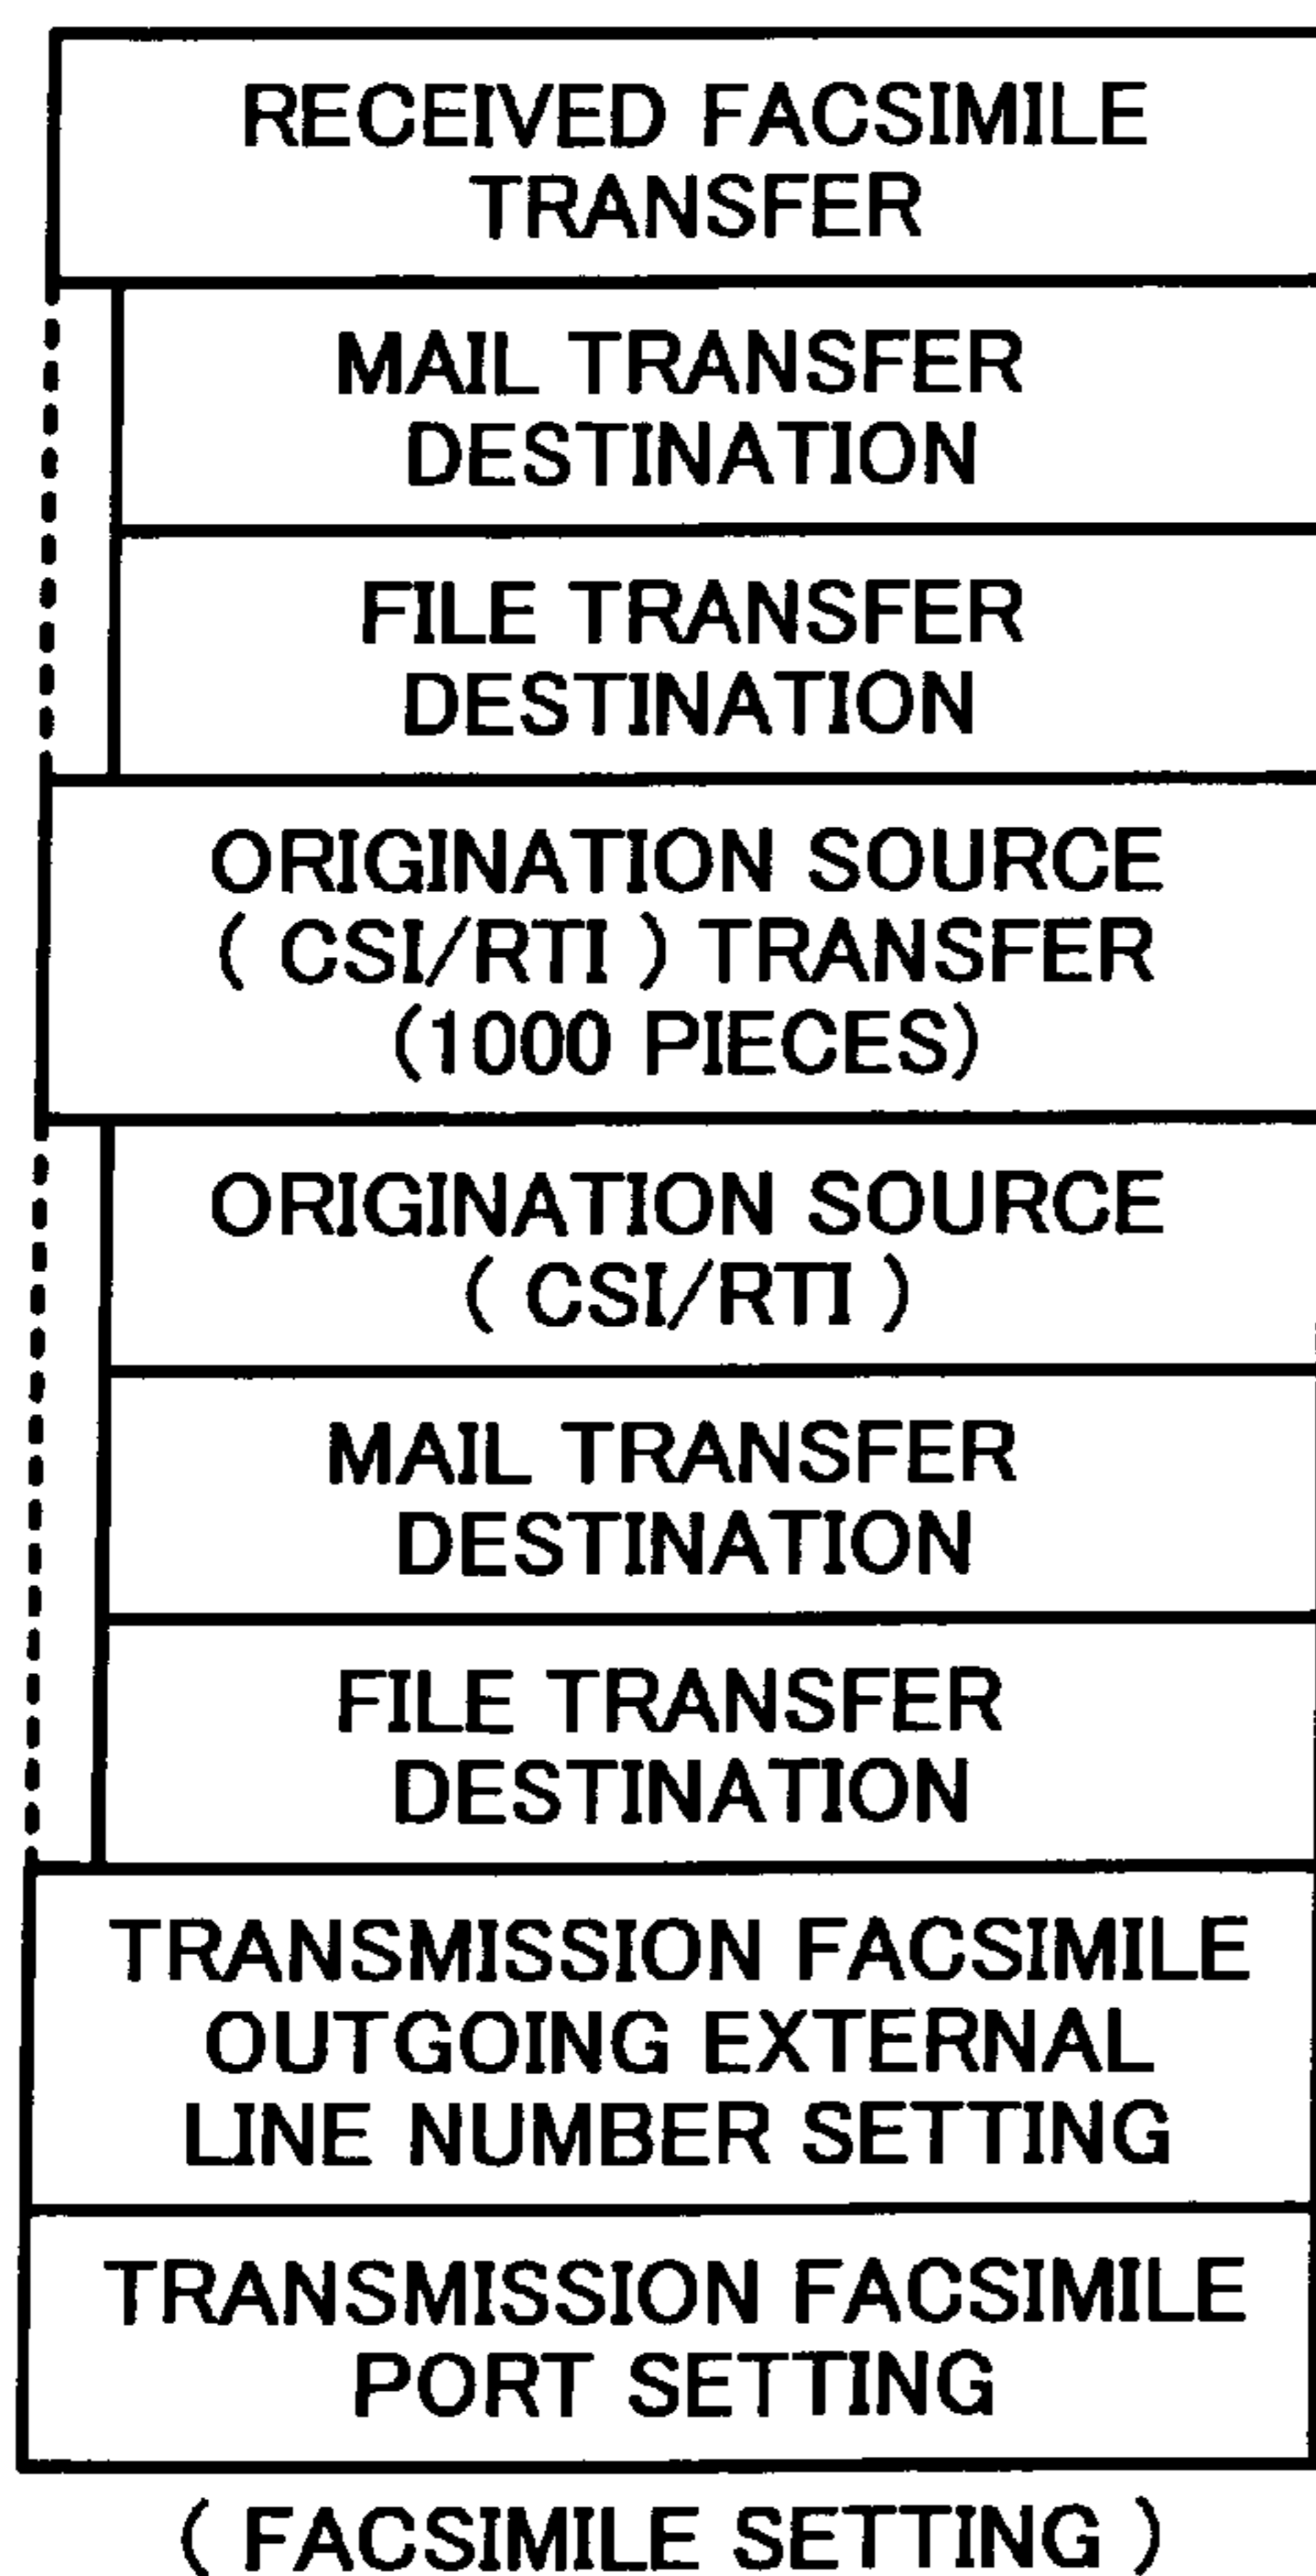 RECEIVED FACSIMILE
TRANSFER
MAIL TRANSFER
DESTINATION
FILE TRANSFER
DESTINATION
ORIGINATION SOURCE
( CSI/RTI ) TRANSFER
(1000 PIECES)
ORIGINATION SOURCE
( CSI/RTI )
MAIL TRANSFER
DESTINATION
FILE TRANSFER
DESTINATION
TRANSMISSION FACSIMILE
OUTGOING EXTERNAL
LINE NUMBER SETTING
TRANSMISSION FACSIMILE
PORT SETTING
( FACSIMILE SETTING )